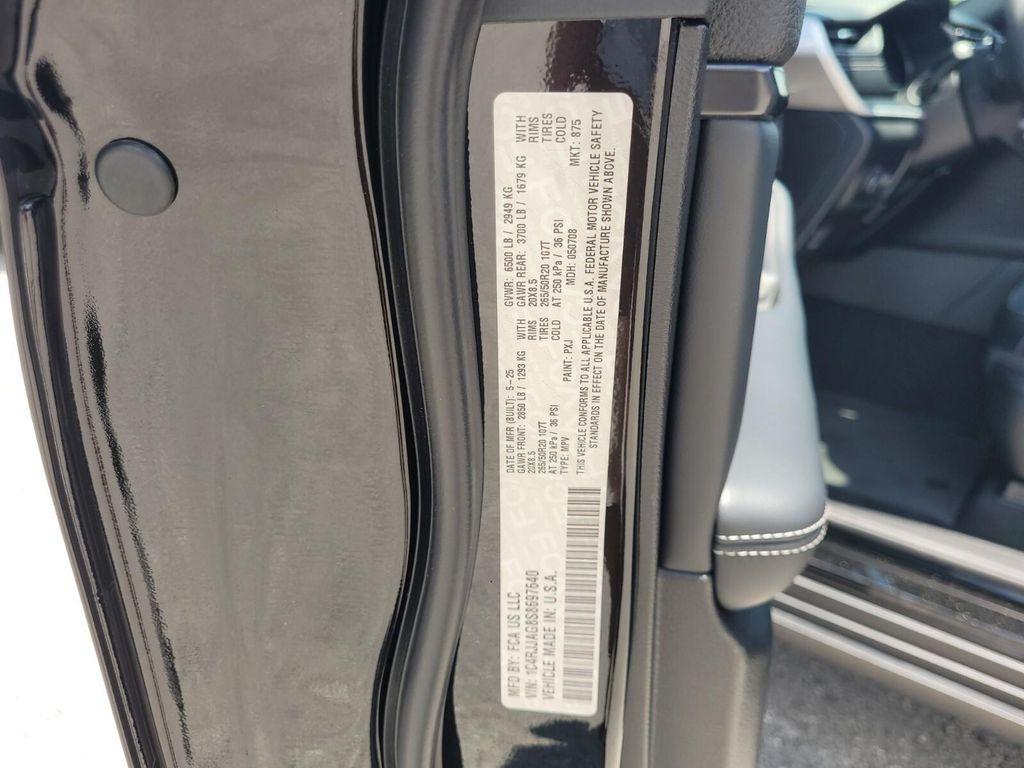 MFD BY: FCA US LLC
DATE OF MFR (BUILT): 5-25
GVWR: 6500 LB / 2949 KG
GAWR FRONT: 2850 LB / 1293 KG WITH
GAWR REAR: 3700 LB / 1679 KG WITH
20X8.5 RIMS
20X8.5 RIMS
265/50R20 107T TIRES
265/50R20 107T TIRES
AT 250 kPa / 36 PSI COLD
AT 250 kPa / 36 PSI COLD
VIN: 1C4RJJAG8S8697640
TYPE: MPV
PAINT: PXJ
MDH: 050708
MKT: 875
VEHICLE MADE IN: U.S.A.
THIS VEHICLE CONFORMS TO ALL APPLICABLE U.S.A. FEDERAL MOTOR VEHICLE SAFETY
STANDARDS IN EFFECT ON THE DATE OF MANUFACTURE SHOWN ABOVE.